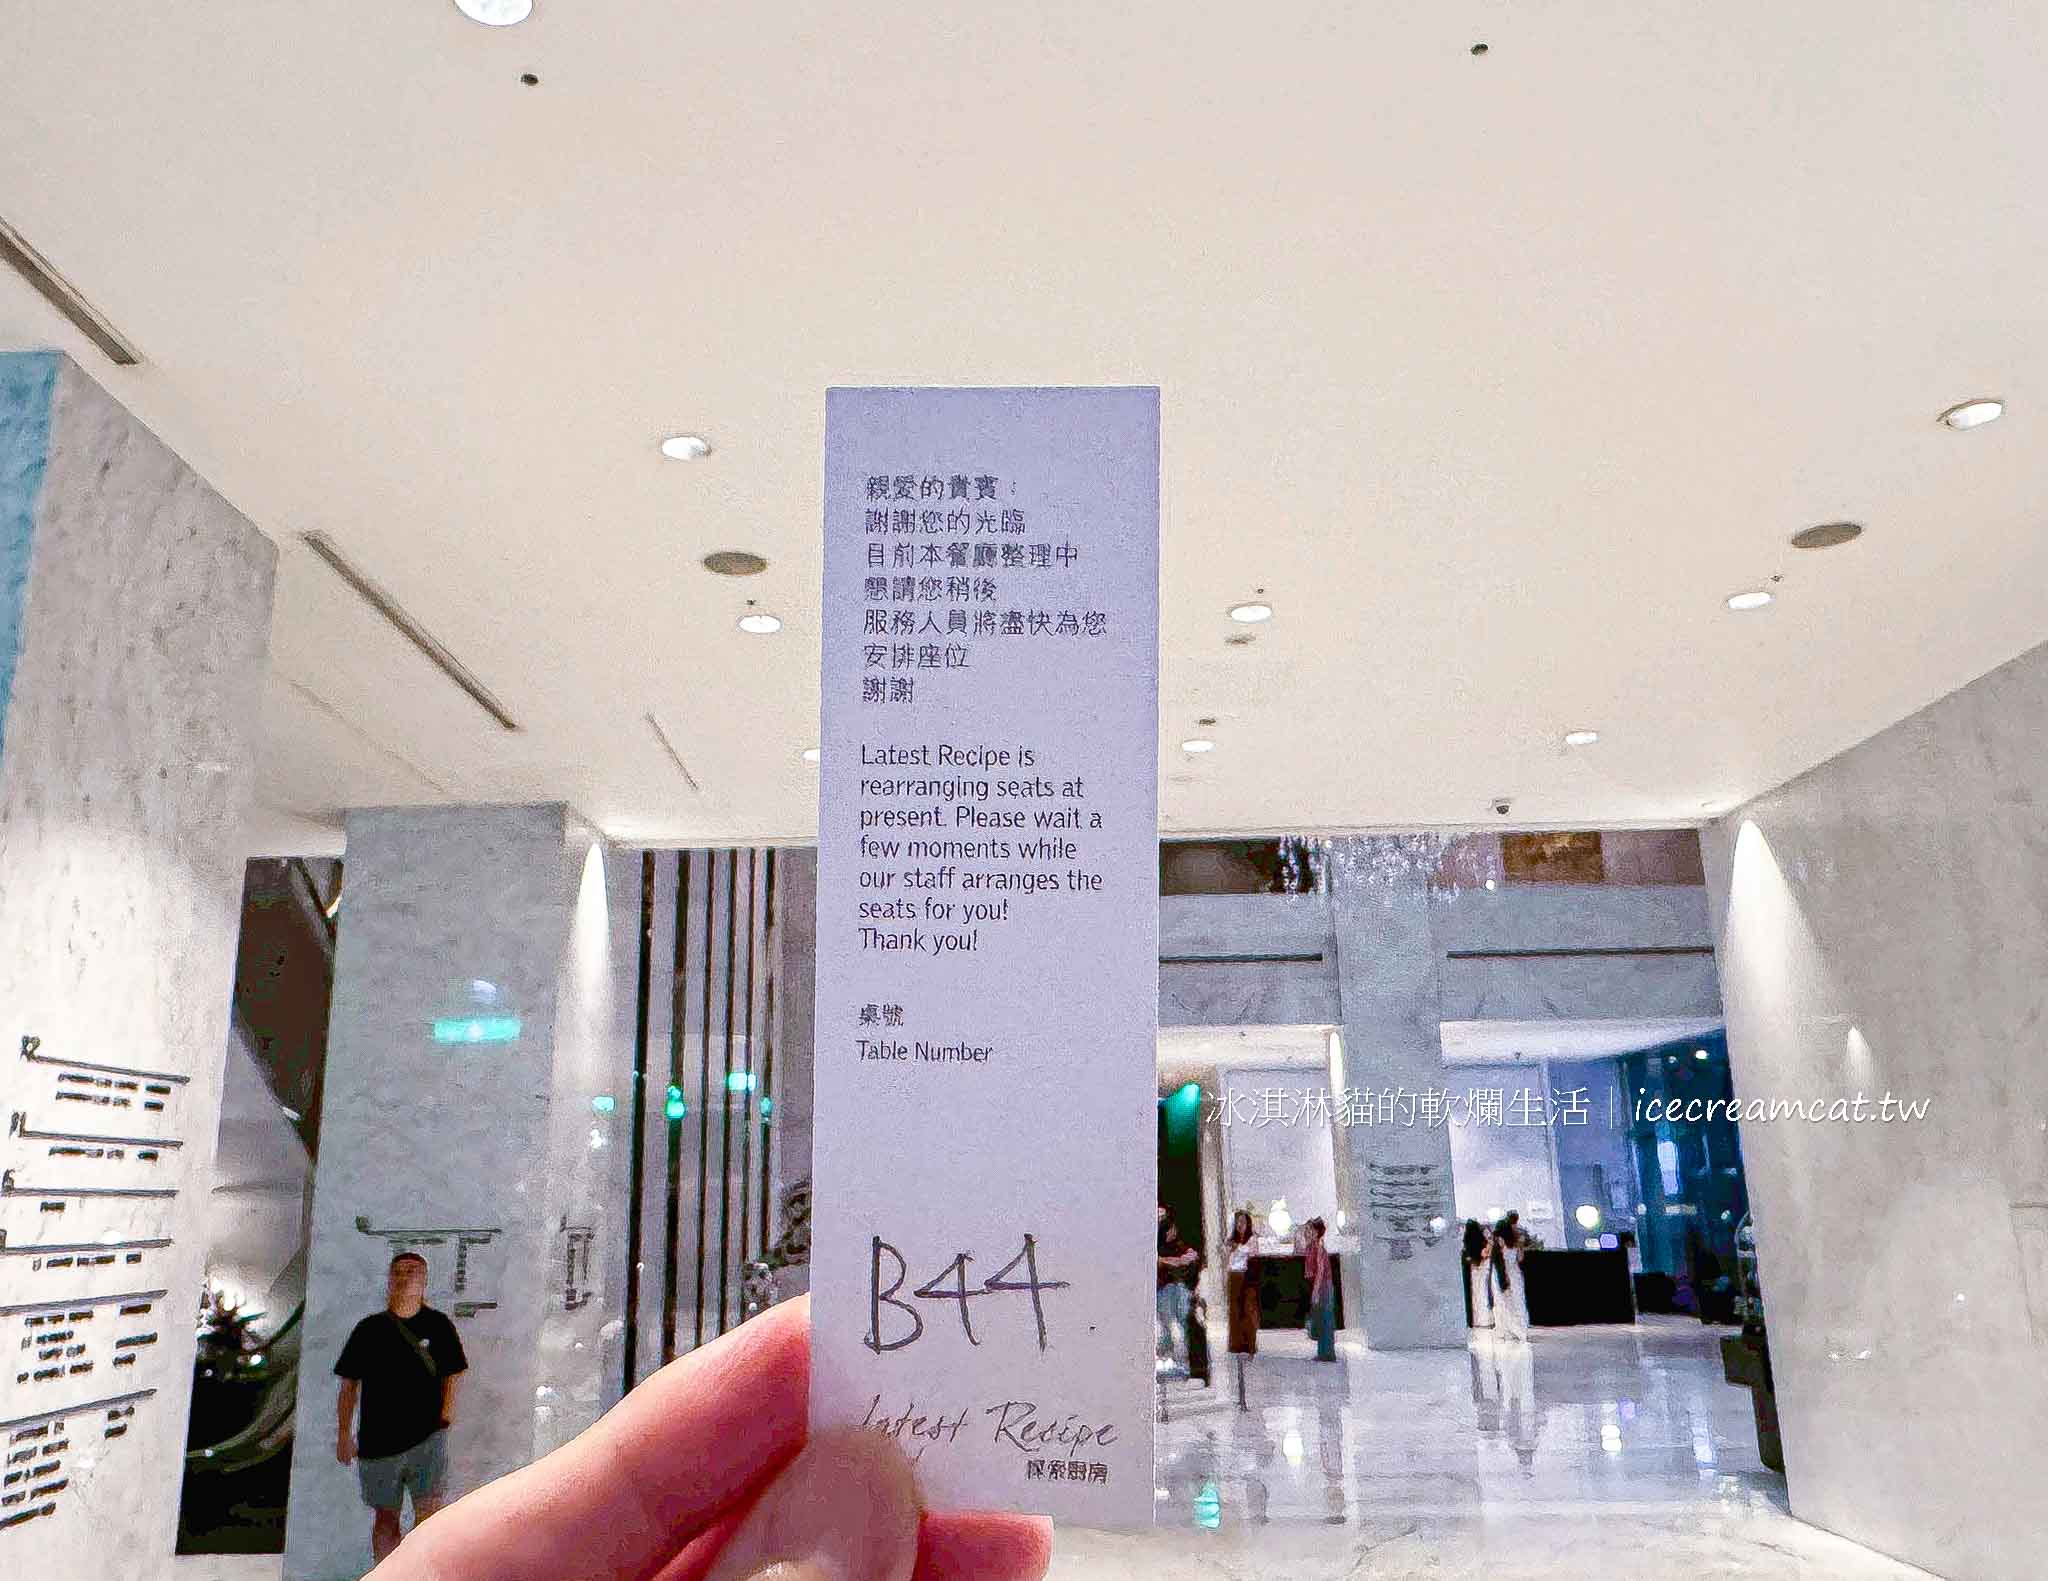 親愛的貴賓：
謝謝您的光臨
目前本餐廳整理中
懇請您稍後
服務人員將盡快為您
安排座位
謝謝
Latest Recipe is
rearranging seats at
present. Please wait a
few moments while
our staff arranges the
seats for you!
Thank you!
桌號
Table Number
B44
Latest Recipe
探索廚房
冰淇淋貓的軟爛生活｜icecreamcat.tw